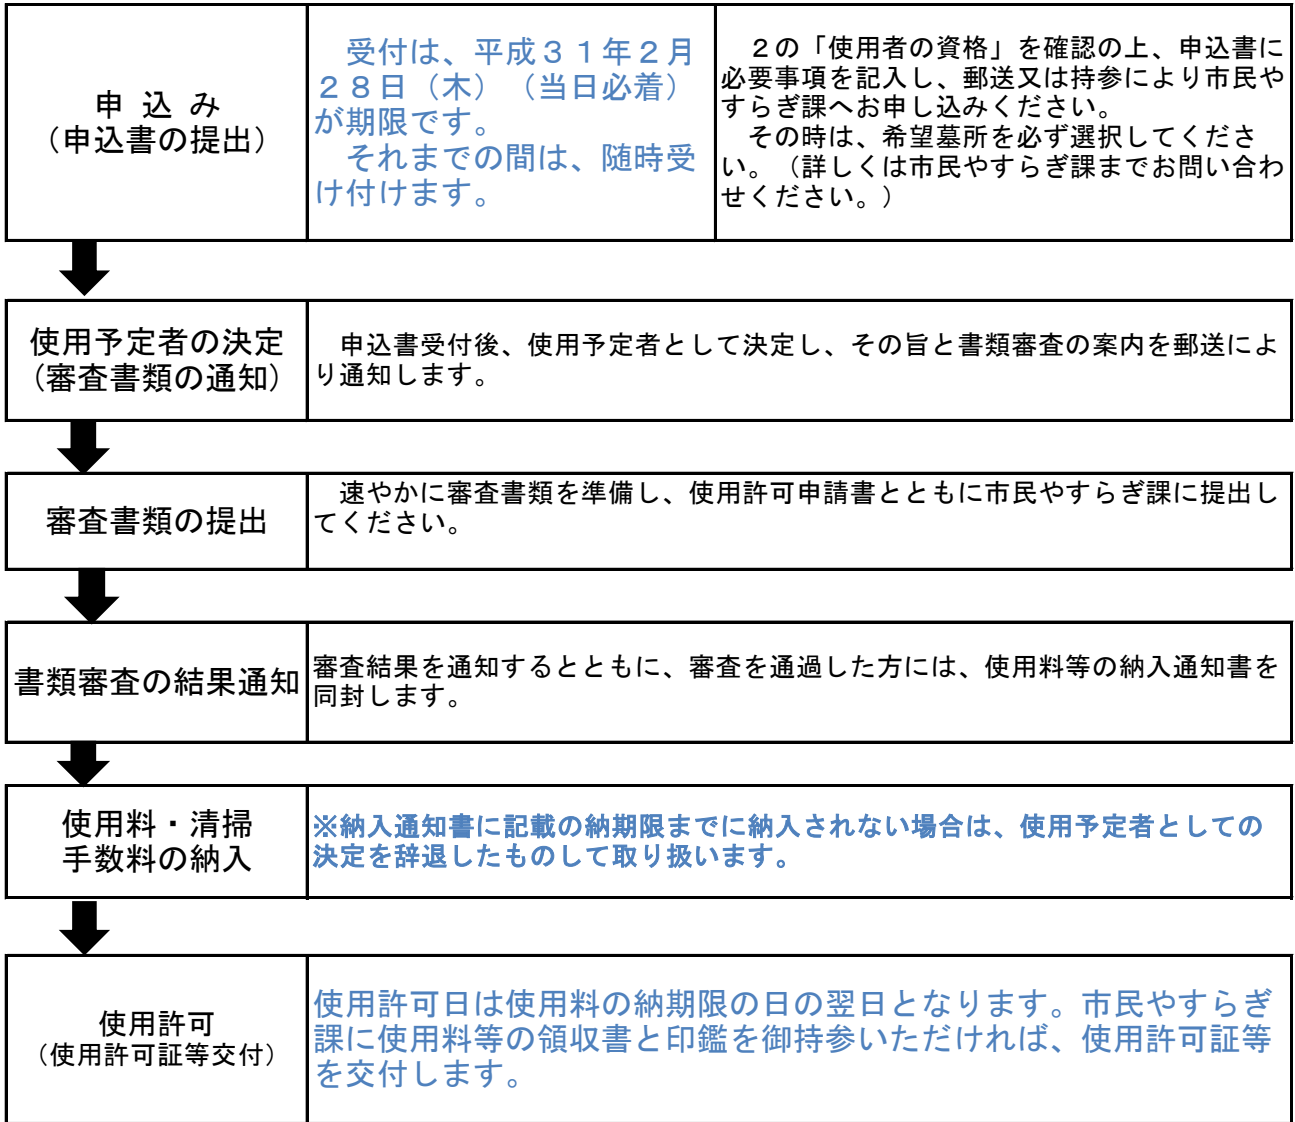 申 込 み
（申込書の提出）
　受付は、平成３１年２月
２８日（木）（当日必着）
が期限です。
　それまでの間は、随時受
け付けます。
　２の「使用者の資格」を確認の上、申込書に
必要事項を記入し、郵送又は持参により市民や
すらぎ課へお申し込みください。
　その時は、希望墓所を必ず選択してくださ
い。（詳しくは市民やすらぎ課までお問い合わ
せください。）
使用予定者の決定
（審査書類の通知）
　申込書受付後、使用予定者として決定し、その旨と書類審査の案内を郵送によ
り通知します。
審査書類の提出
　速やかに審査書類を準備し、使用許可申請書とともに市民やすらぎ課に提出し
てください。
書類審査の結果通知
審査結果を通知するとともに、審査を通過した方には、使用料等の納入通知書を
同封します。
使用料・清掃
手数料の納入
※納入通知書に記載の納期限までに納入されない場合は、使用予定者としての
決定を辞退したものして取り扱います。
使用許可
（使用許可証等交付）
使用許可日は使用料の納期限の日の翌日となります。市民やすらぎ
課に使用料等の領収書と印鑑を御持参いただければ、使用許可証等
を交付します。